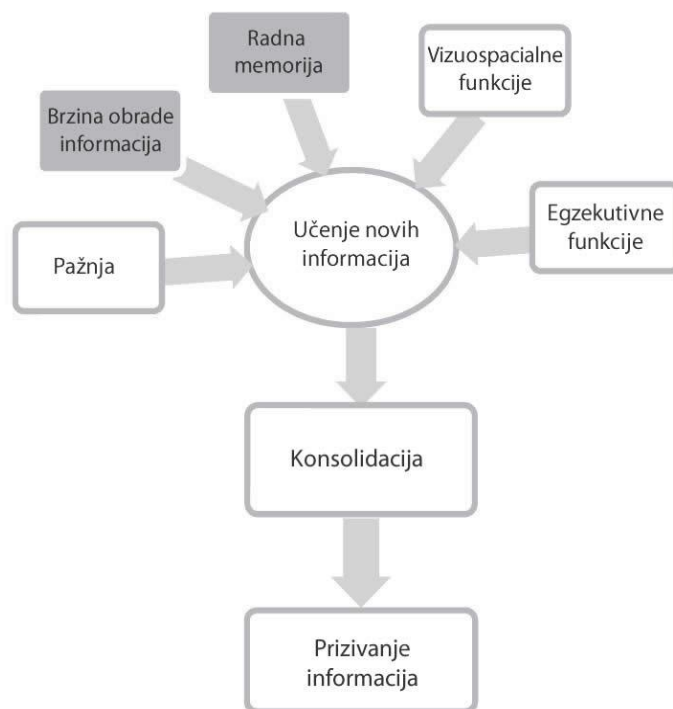 Radna
memorija
Vizuospacialne
funkcije
Brzina obrade
informacija
Učenje novih
informacija
Egzekutivne
funkcije
Pažnja
Konsolidacija
Prizivanje
informacija